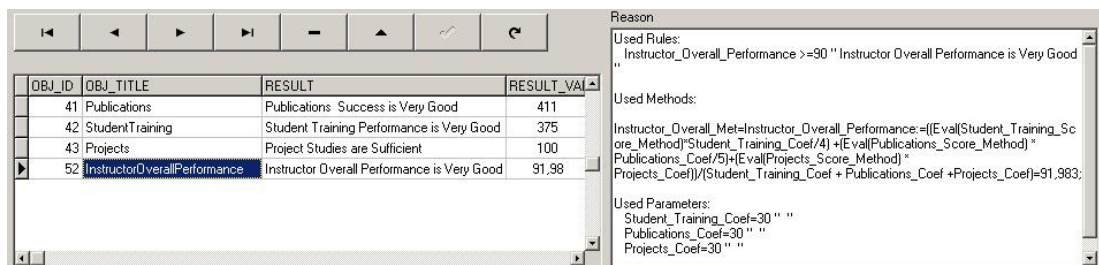 Reason
OBJ_ID OBJ_TITLE RESULT RESULT_VAI
41 Publications Publications Success is Very Good 411
42 StudentTraining Student Training Performance is Very Good 375
43 Projects Project Studies are Sufficient 100
52 InstructorOverallPerformance Instructor Overall Performance is Very Good 91,98
Used Rules:
Instructor_Overall_Performance >=90 " Instructor Overall Performance is Very Good
"
Used Methods:
Instructor_Overall_Met=Instructor_Overall_Performance:=((Eval(Student_Training_Sc
ore_Method)*Student_Training_Coef/4) +(Eval(Publications_Score_Method) *
Publications_Coef/5)+(Eval(Projects_Score_Method) *
Projects_Coef))/(Student_Training_Coef + Publications_Coef +Projects_Coef)=91,983;
Used Parameters:
Student_Training_Coef=30 " "
Publications_Coef=30 " "
Projects_Coef=30 " "